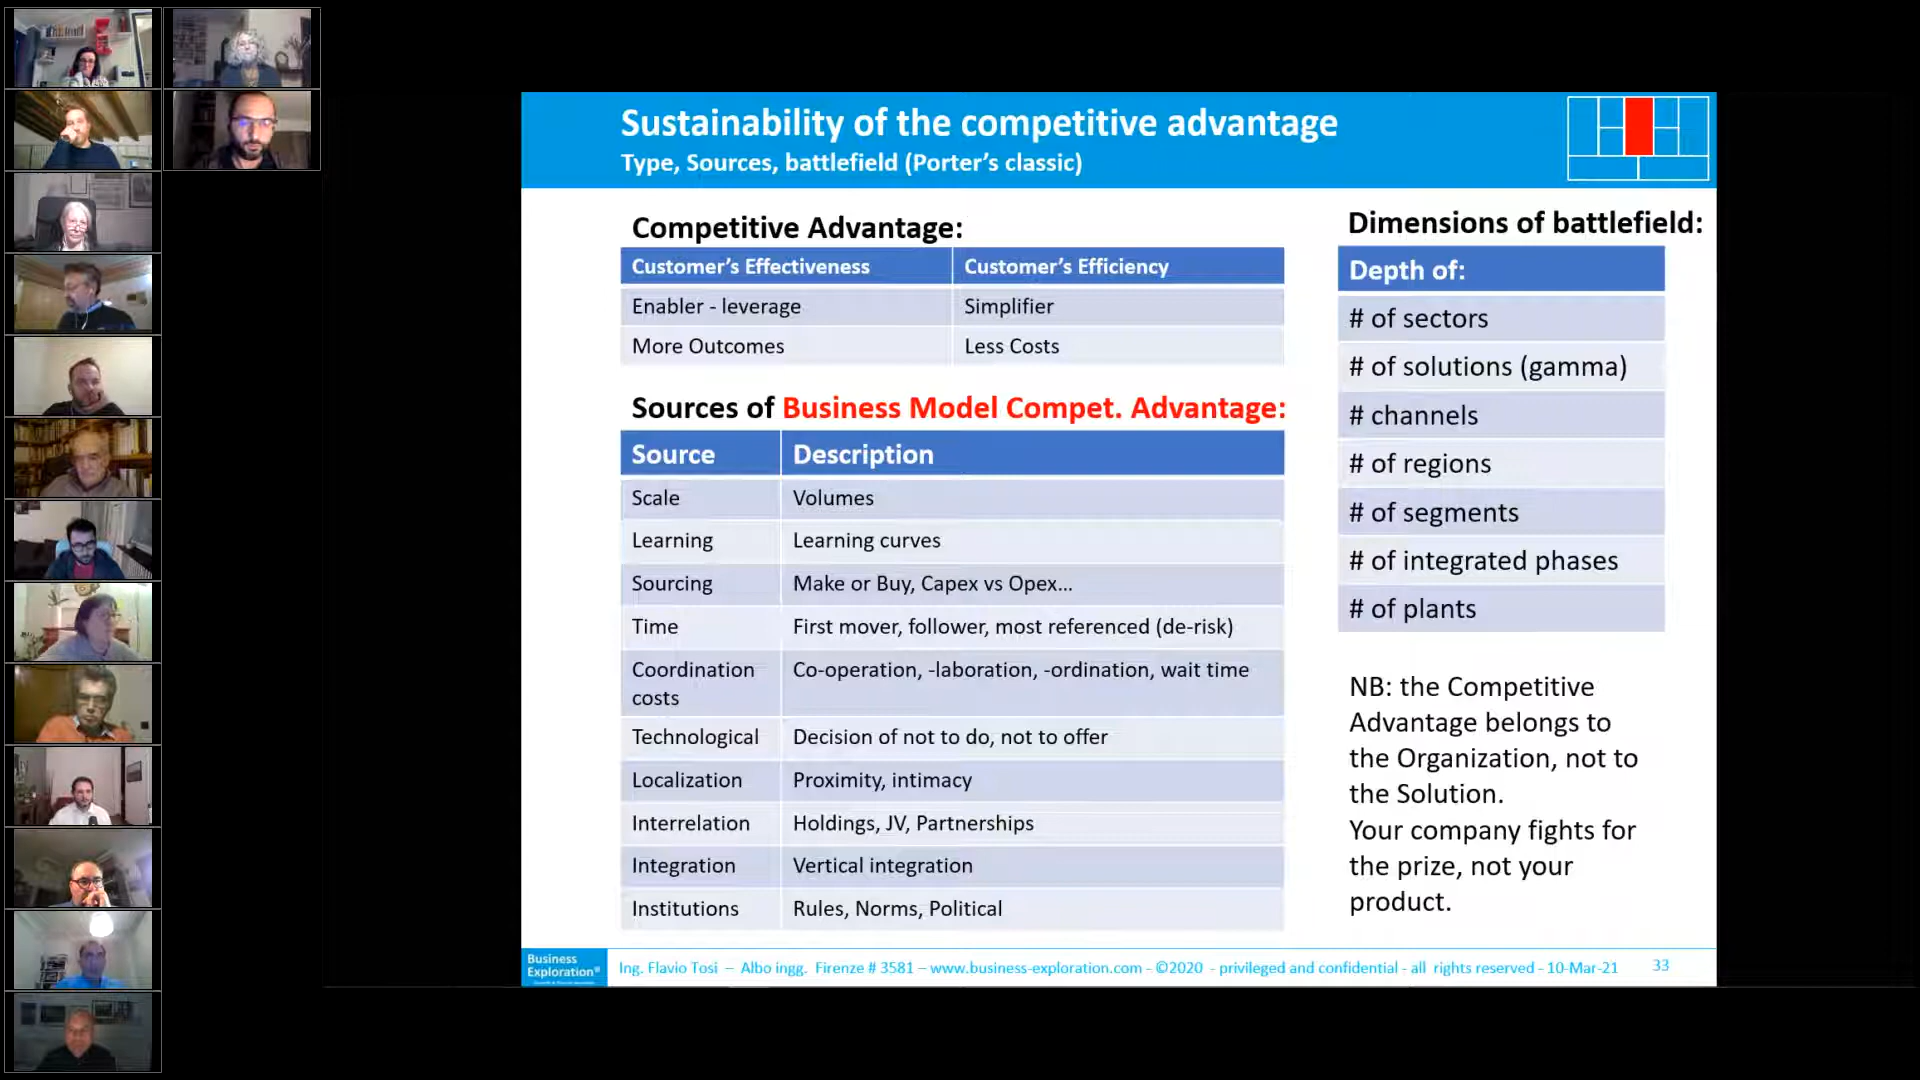 Sustainability of the competitive advantage
Type, Sources, battlefield (Porter's classic)
Competitive Advantage:
Customer's Effectiveness Customer's Efficiency
Enabler - leverage Simplifier
More Outcomes Less Costs
Sources of Business Model Compet. Advantage:
Source Description
Scale Volumes
Learning Learning curves
Sourcing Make or Buy, Capex vs Opex...
Time First mover, follower, most referenced (de-risk)
Coordination costs Co-operation, -laboration, -ordination, wait time
Technological Decision of not to do, not to offer
Localization Proximity, intimacy
Interrelation Holdings, JV, Partnerships
Integration Vertical integration
Institutions Rules, Norms, Political
Dimensions of battlefield:
Depth of:
# of sectors
# of solutions (gamma)
# channels
# of regions
# of segments
# of integrated phases
# of plants
NB: the Competitive
Advantage belongs to
the Organization, not to
the Solution.
Your company fights for
the prize, not your
product.
Business
Exploration®
Ing. Flavio Tosi – Albo ingg. Firenze # 3581 – www.business-exploration.com - ©2020 - privileged and confidential - all rights reserved - 10-Mar-21 33